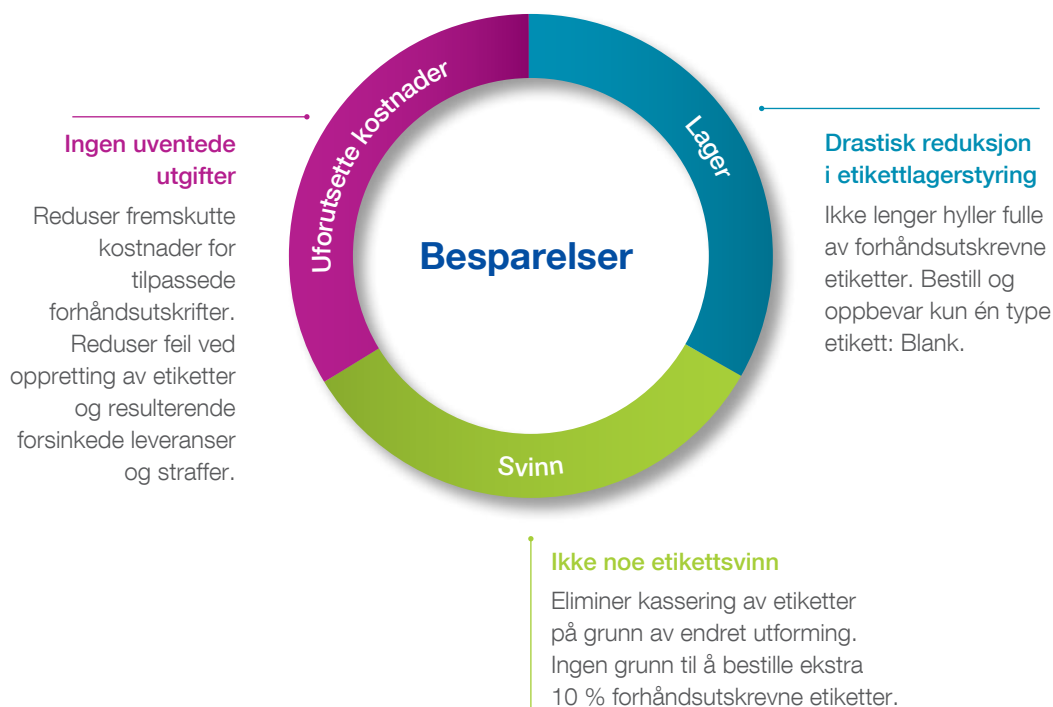 Uforutsette kostnader
Lager
Svinn
Besparelser
Ingen uventede
utgifter
Reduser fremskutte
kostnader for
tilpassede
forhåndsutskrifter.
Reduser feil ved
oppretting av etiketter
og resulterende
forsinkede leveranser
og straffer.
Drastisk reduksjon
i etikettlagerstyring
Ikke lenger hyller fulle
av forhåndsutskrevne
etiketter. Bestill og
oppbevar kun én type
etikett: Blank.
Ikke noe etikettsvinn
Eliminer kassering av etiketter
på grunn av endret utforming.
Ingen grunn til å bestille ekstra
10 % forhåndsutskrevne etiketter.